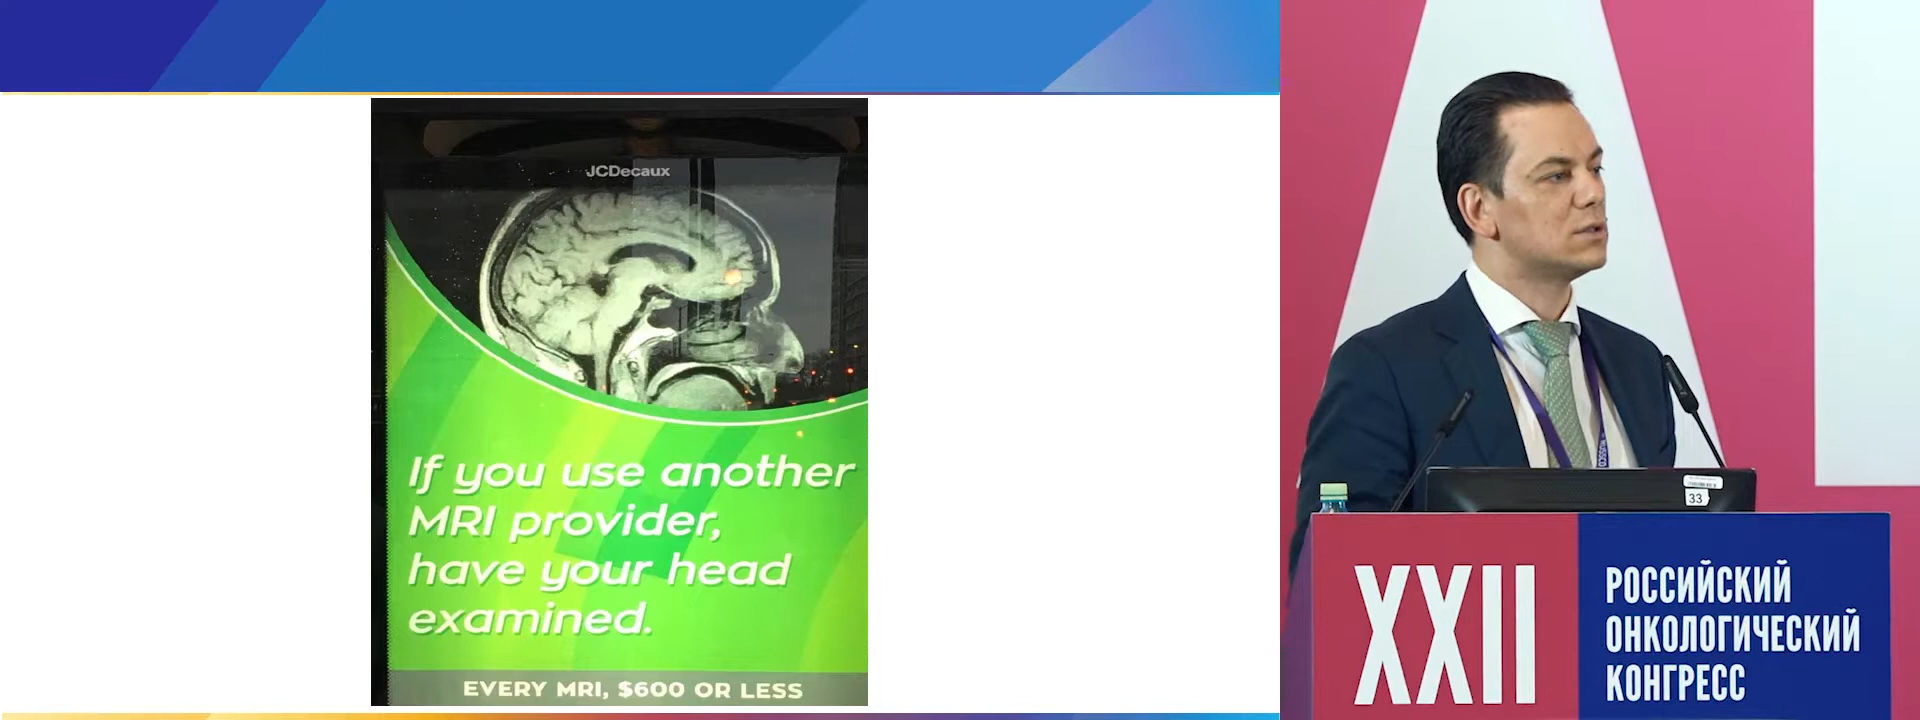 JCDecaux
If you use another
MRI provider,
have your head
examined.
EVERY MRI, $600 OR LESS
33
XXII
РОССИЙСКИЙ
ОНКОЛОГИЧЕСКИЙ
КОНГРЕСС